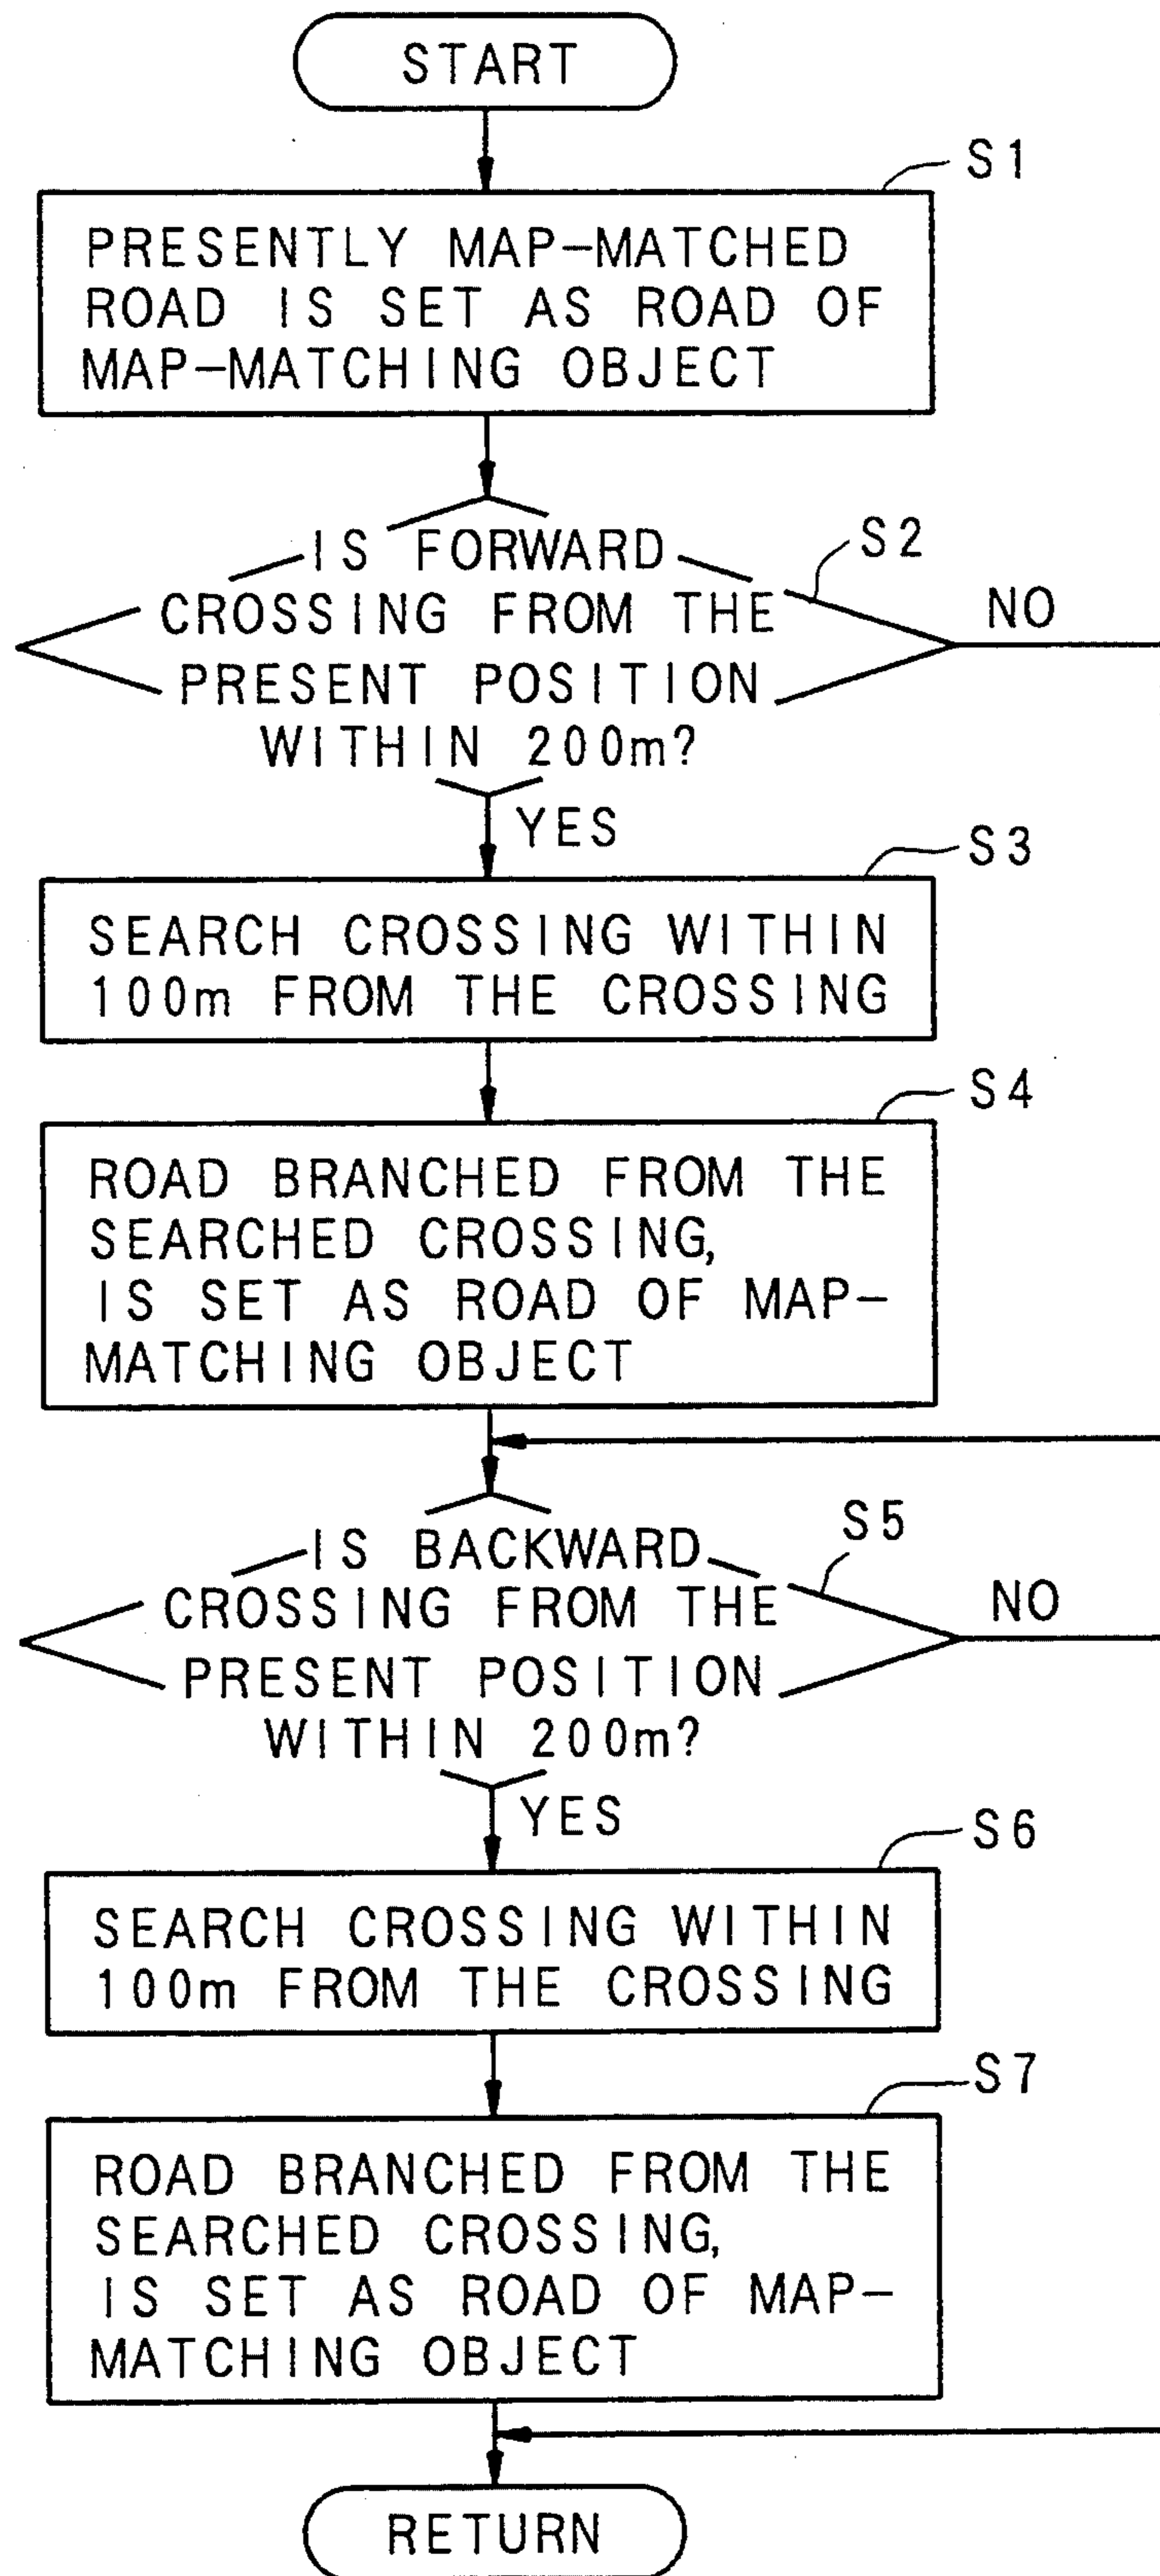 START
S1
PRESENTLY MAP-MATCHED
ROAD IS SET AS ROAD OF
MAP-MATCHING OBJECT
S2
IS FORWARD
CROSSING FROM THE
PRESENT POSITION
WITHIN 200m?
NO
YES
S3
SEARCH CROSSING WITHIN
100m FROM THE CROSSING
S4
ROAD BRANCHED FROM THE
SEARCHED CROSSING,
IS SET AS ROAD OF MAP-
MATCHING OBJECT
S5
IS BACKWARD
CROSSING FROM THE
PRESENT POSITION
WITHIN 200m?
NO
YES
S6
SEARCH CROSSING WITHIN
100m FROM THE CROSSING
S7
ROAD BRANCHED FROM THE
SEARCHED CROSSING,
IS SET AS ROAD OF MAP-
MATCHING OBJECT
RETURN